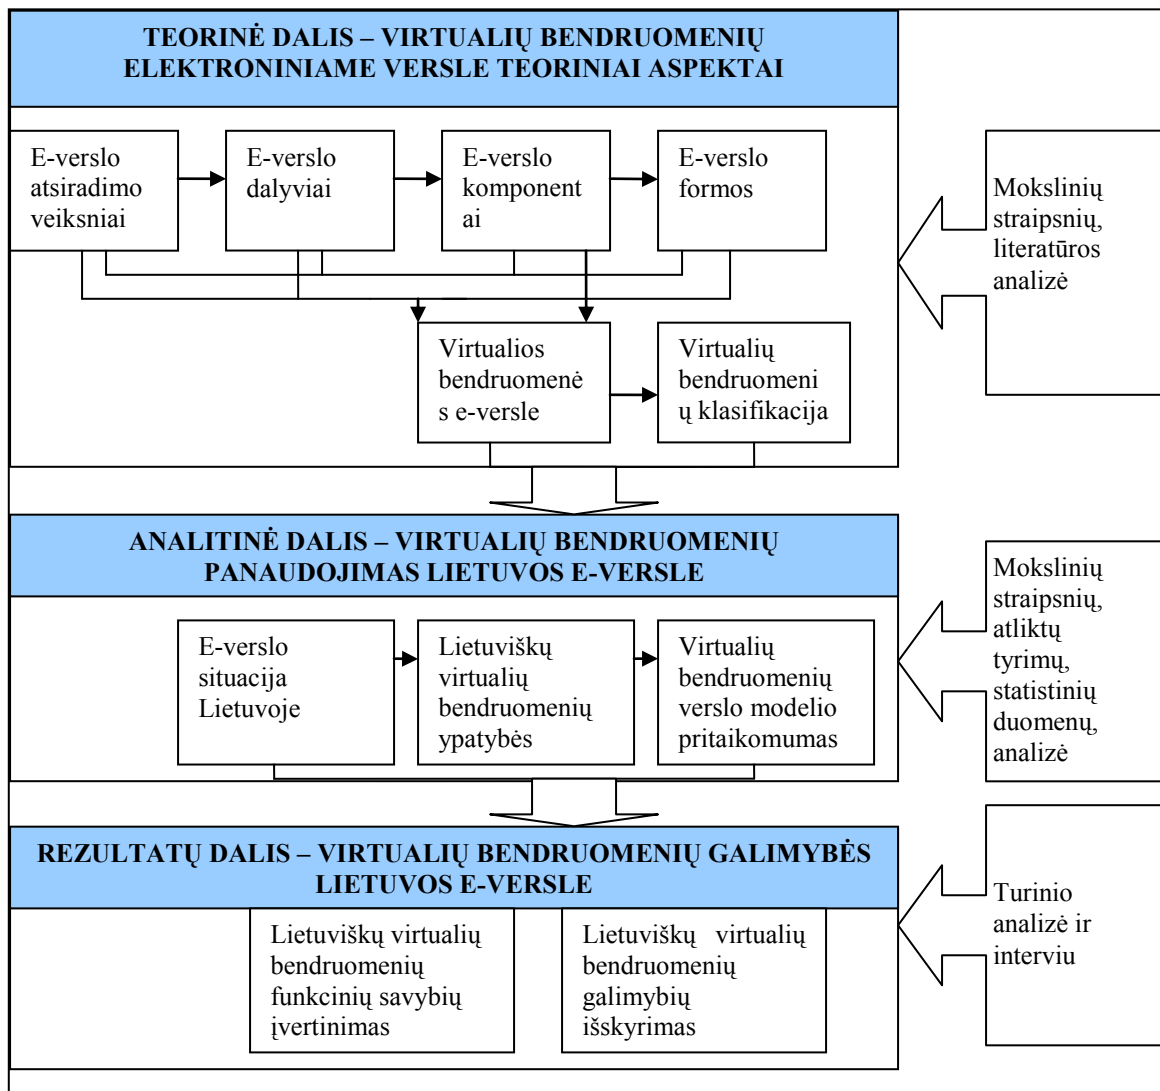 TEORINĖ DALIS – VIRTUALIŲ BENDRUOMENIŲ
ELEKTRONINIAME VERSLE TEORINIAI ASPEKTAI
E-verslo
atsiradimo
veiksniai
E-verslo
dalyviai
E-verslo
komponent
ai
E-verslo
formos
Mokslinių
straipsnių,
literatūros
analizė
Virtualios
bendruomenė
s e-versle
Virtualių
bendruomeni
ų klasifikacija
ANALITINĖ DALIS – VIRTUALIŲ BENDRUOMENIŲ
PANAUDOJIMAS LIETUVOS E-VERSLE
E-verslo
situacija
Lietuvoje
Lietuviškų
virtualių
bendruomenių
ypatybės
Virtualių
bendruomenių
verslo modelio
pritaikomumas
Mokslinių
straipsnių,
atliktų
tyrimų,
statistinių
duomenų,
analizė
REZULTATŲ DALIS – VIRTUALIŲ BENDRUOMENIŲ GALIMYBĖS
LIETUVOS E-VERSLE
Lietuviškų virtualių
bendruomenių
funkcinių savybių
įvertinimas
Lietuviškų virtualių
bendruomenių
galimybių
išskyrimas
Turinio
analizė ir
interviu